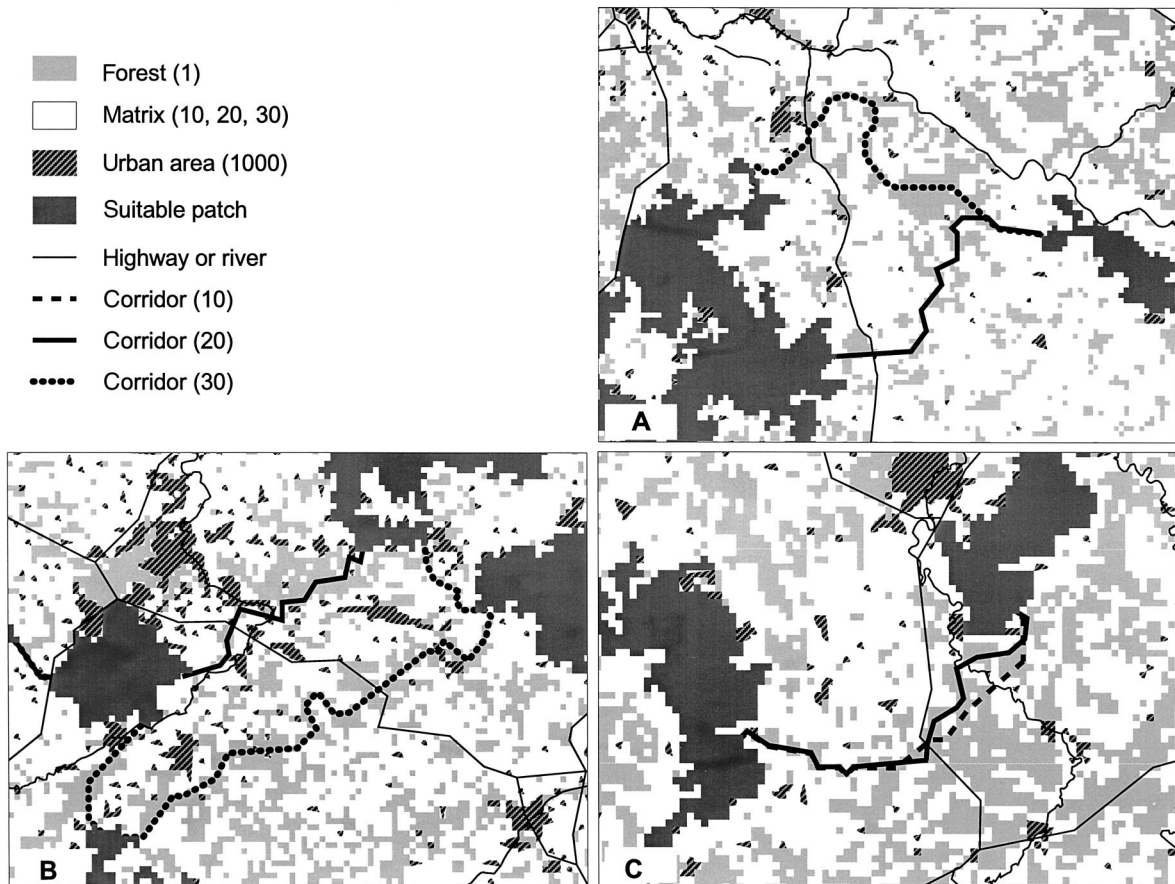 Forest (1)
Matrix (10, 20, 30)
Urban area (1000)
Suitable patch
Highway or river
Corridor (10)
Corridor (20)
Corridor (30)
A
B
C